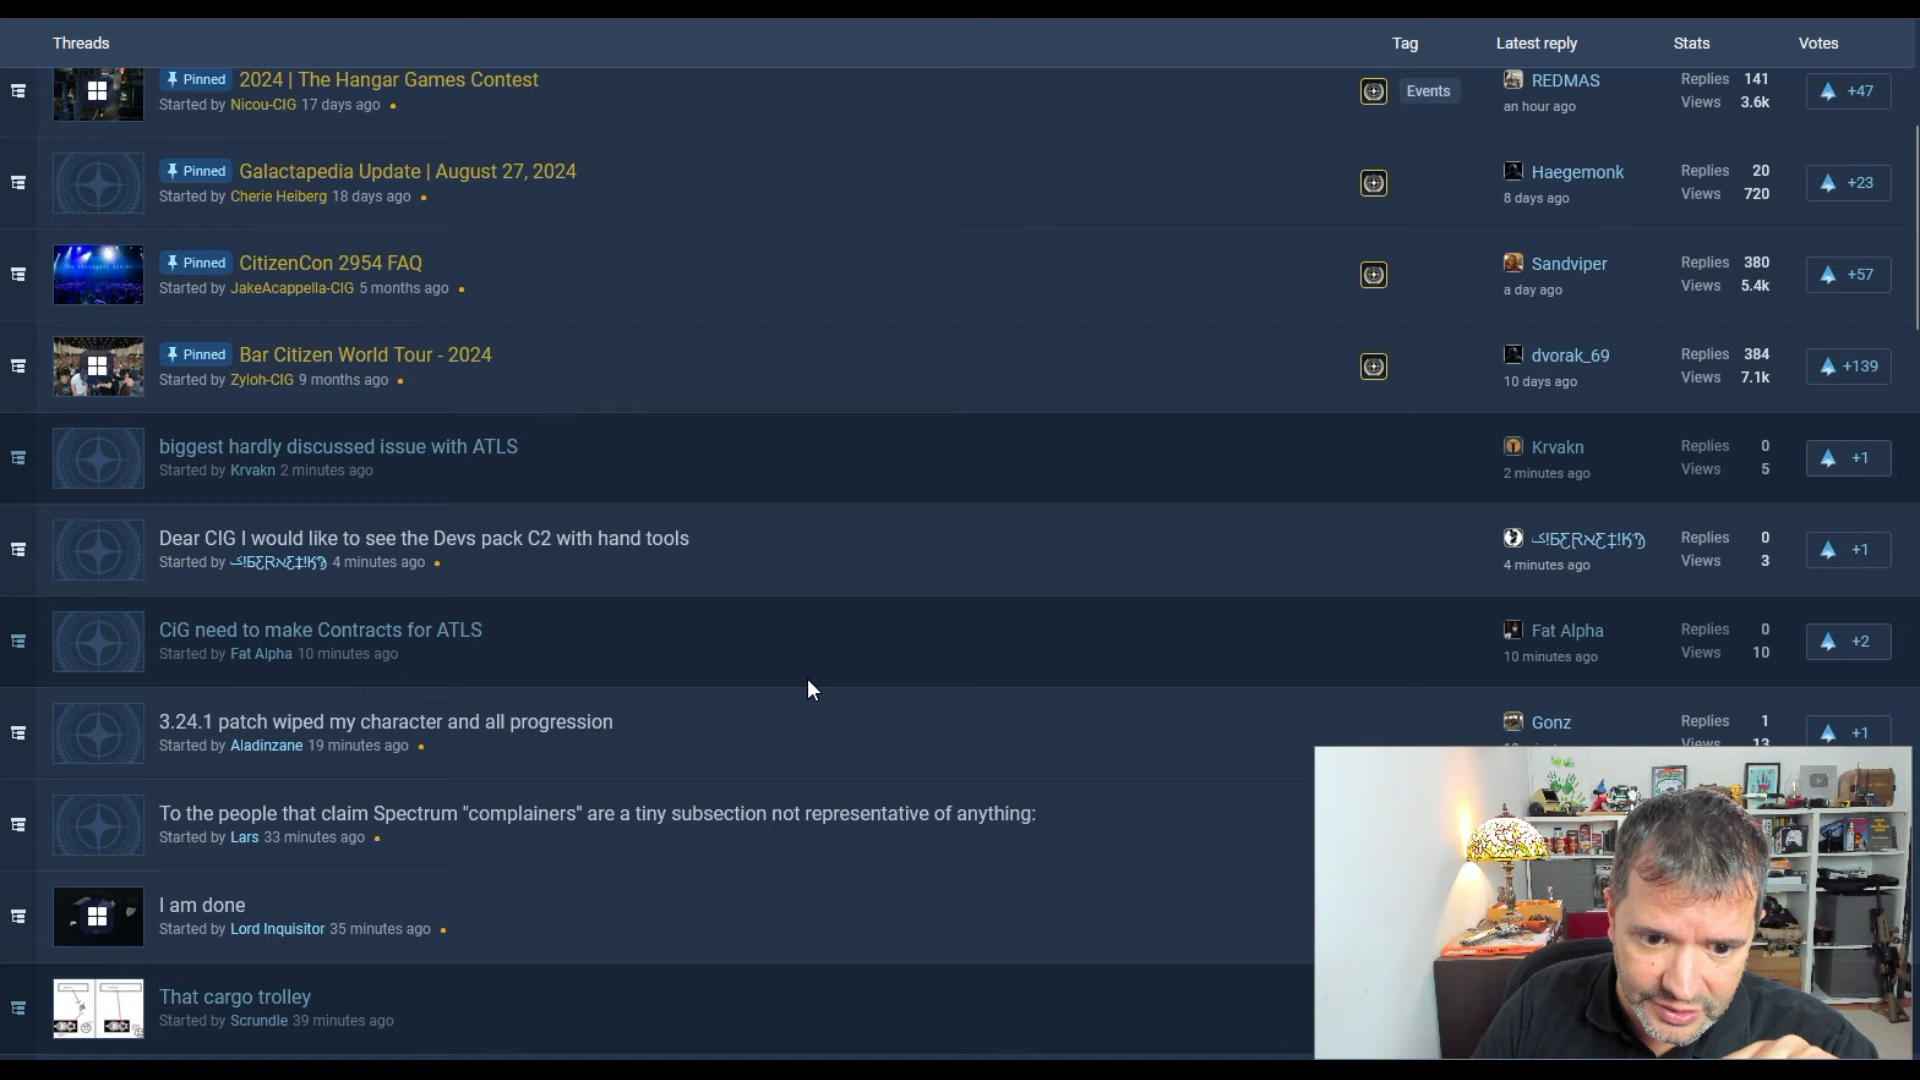 Threads Tag Latest reply Stats Votes
Pinned 2024 | The Hangar Games Contest
Started by Nicou-CIG 17 days ago
Events
REDMAS
an hour ago
Replies 141
Views 3.6k
+47
Pinned Galactapedia Update | August 27, 2024
Started by Cherie Heiberg 18 days ago
Haegemonk
8 days ago
Replies 20
Views 720
+23
Pinned CitizenCon 2954 FAQ
Started by JakeAcappella-CIG 5 months ago
Sandviper
a day ago
Replies 380
Views 5.4k
+57
Pinned Bar Citizen World Tour - 2024
Started by Zyloh-CIG 9 months ago
dvorak_69
10 days ago
Replies 384
Views 7.1k
+139
biggest hardly discussed issue with ATLS
Started by Krvakn 2 minutes ago
Krvakn
2 minutes ago
Replies 0
Views 5
+1
Dear CIG I would like to see the Devs pack C2 with hand tools
Started by 4 minutes ago
4 minutes ago
Replies 0
Views 3
+1
CiG need to make Contracts for ATLS
Started by Fat Alpha 10 minutes ago
Fat Alpha
10 minutes ago
Replies 0
Views 10
+2
3.24.1 patch wiped my character and all progression
Started by Aladinzane 19 minutes ago
Gonz
Replies 1
Views 13
+1
To the people that claim Spectrum "complainers" are a tiny subsection not representative of anything:
Started by Lars 33 minutes ago
I am done
Started by Lord Inquisitor 35 minutes ago
That cargo trolley
Started by Scrundle 39 minutes ago